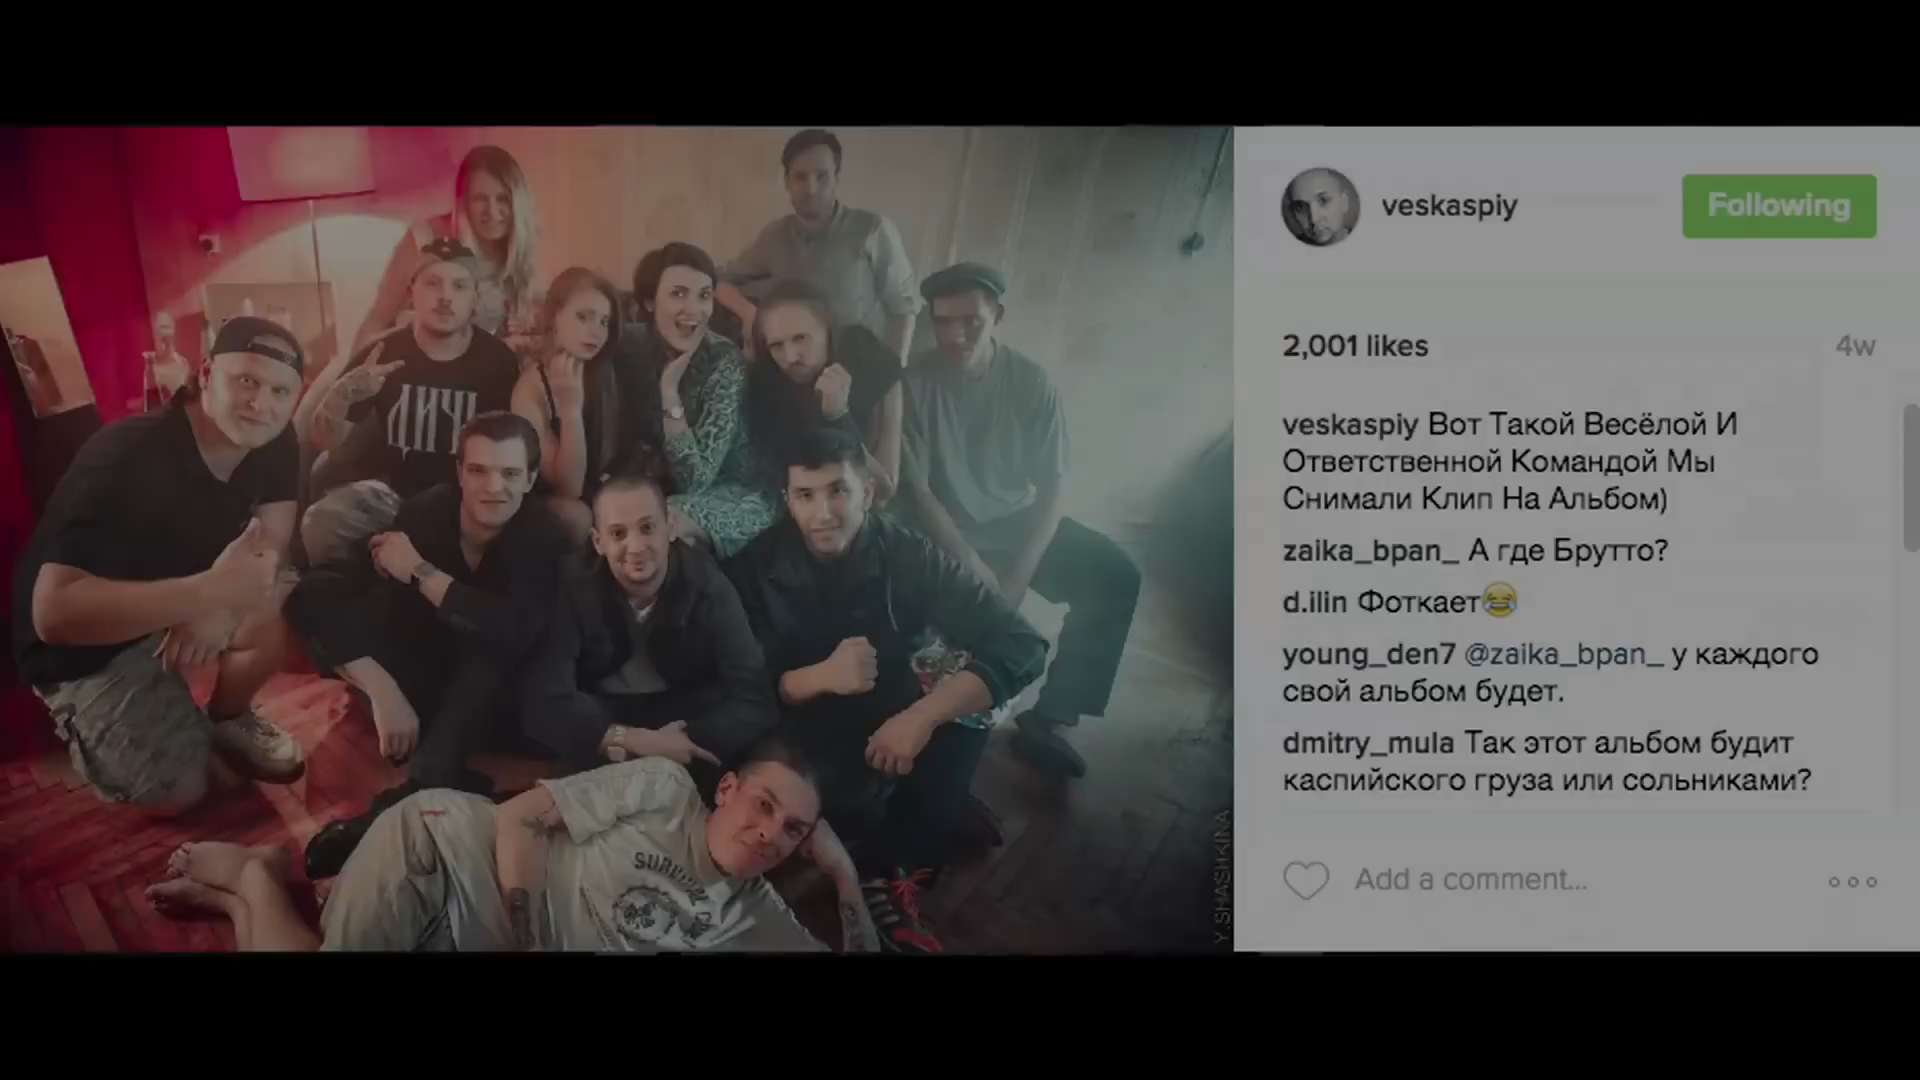 veskaspiy
Following
2,001 likes
4w
veskaspiy Вот Такой Весёлой И
Ответственной Командой Мы
Снимали Клип На Альбом)
zaika_bpan_ А где Брутто?
d.ilin Фоткает😂
young_den7 @zaika_bpan_ у каждого
свой альбом будет.
dmitry_mula Так этот альбом будит
каспийского груза или сольниками?
Add a comment...
ДИЧЬ
SURVIVAL
Y.SHASHKINA